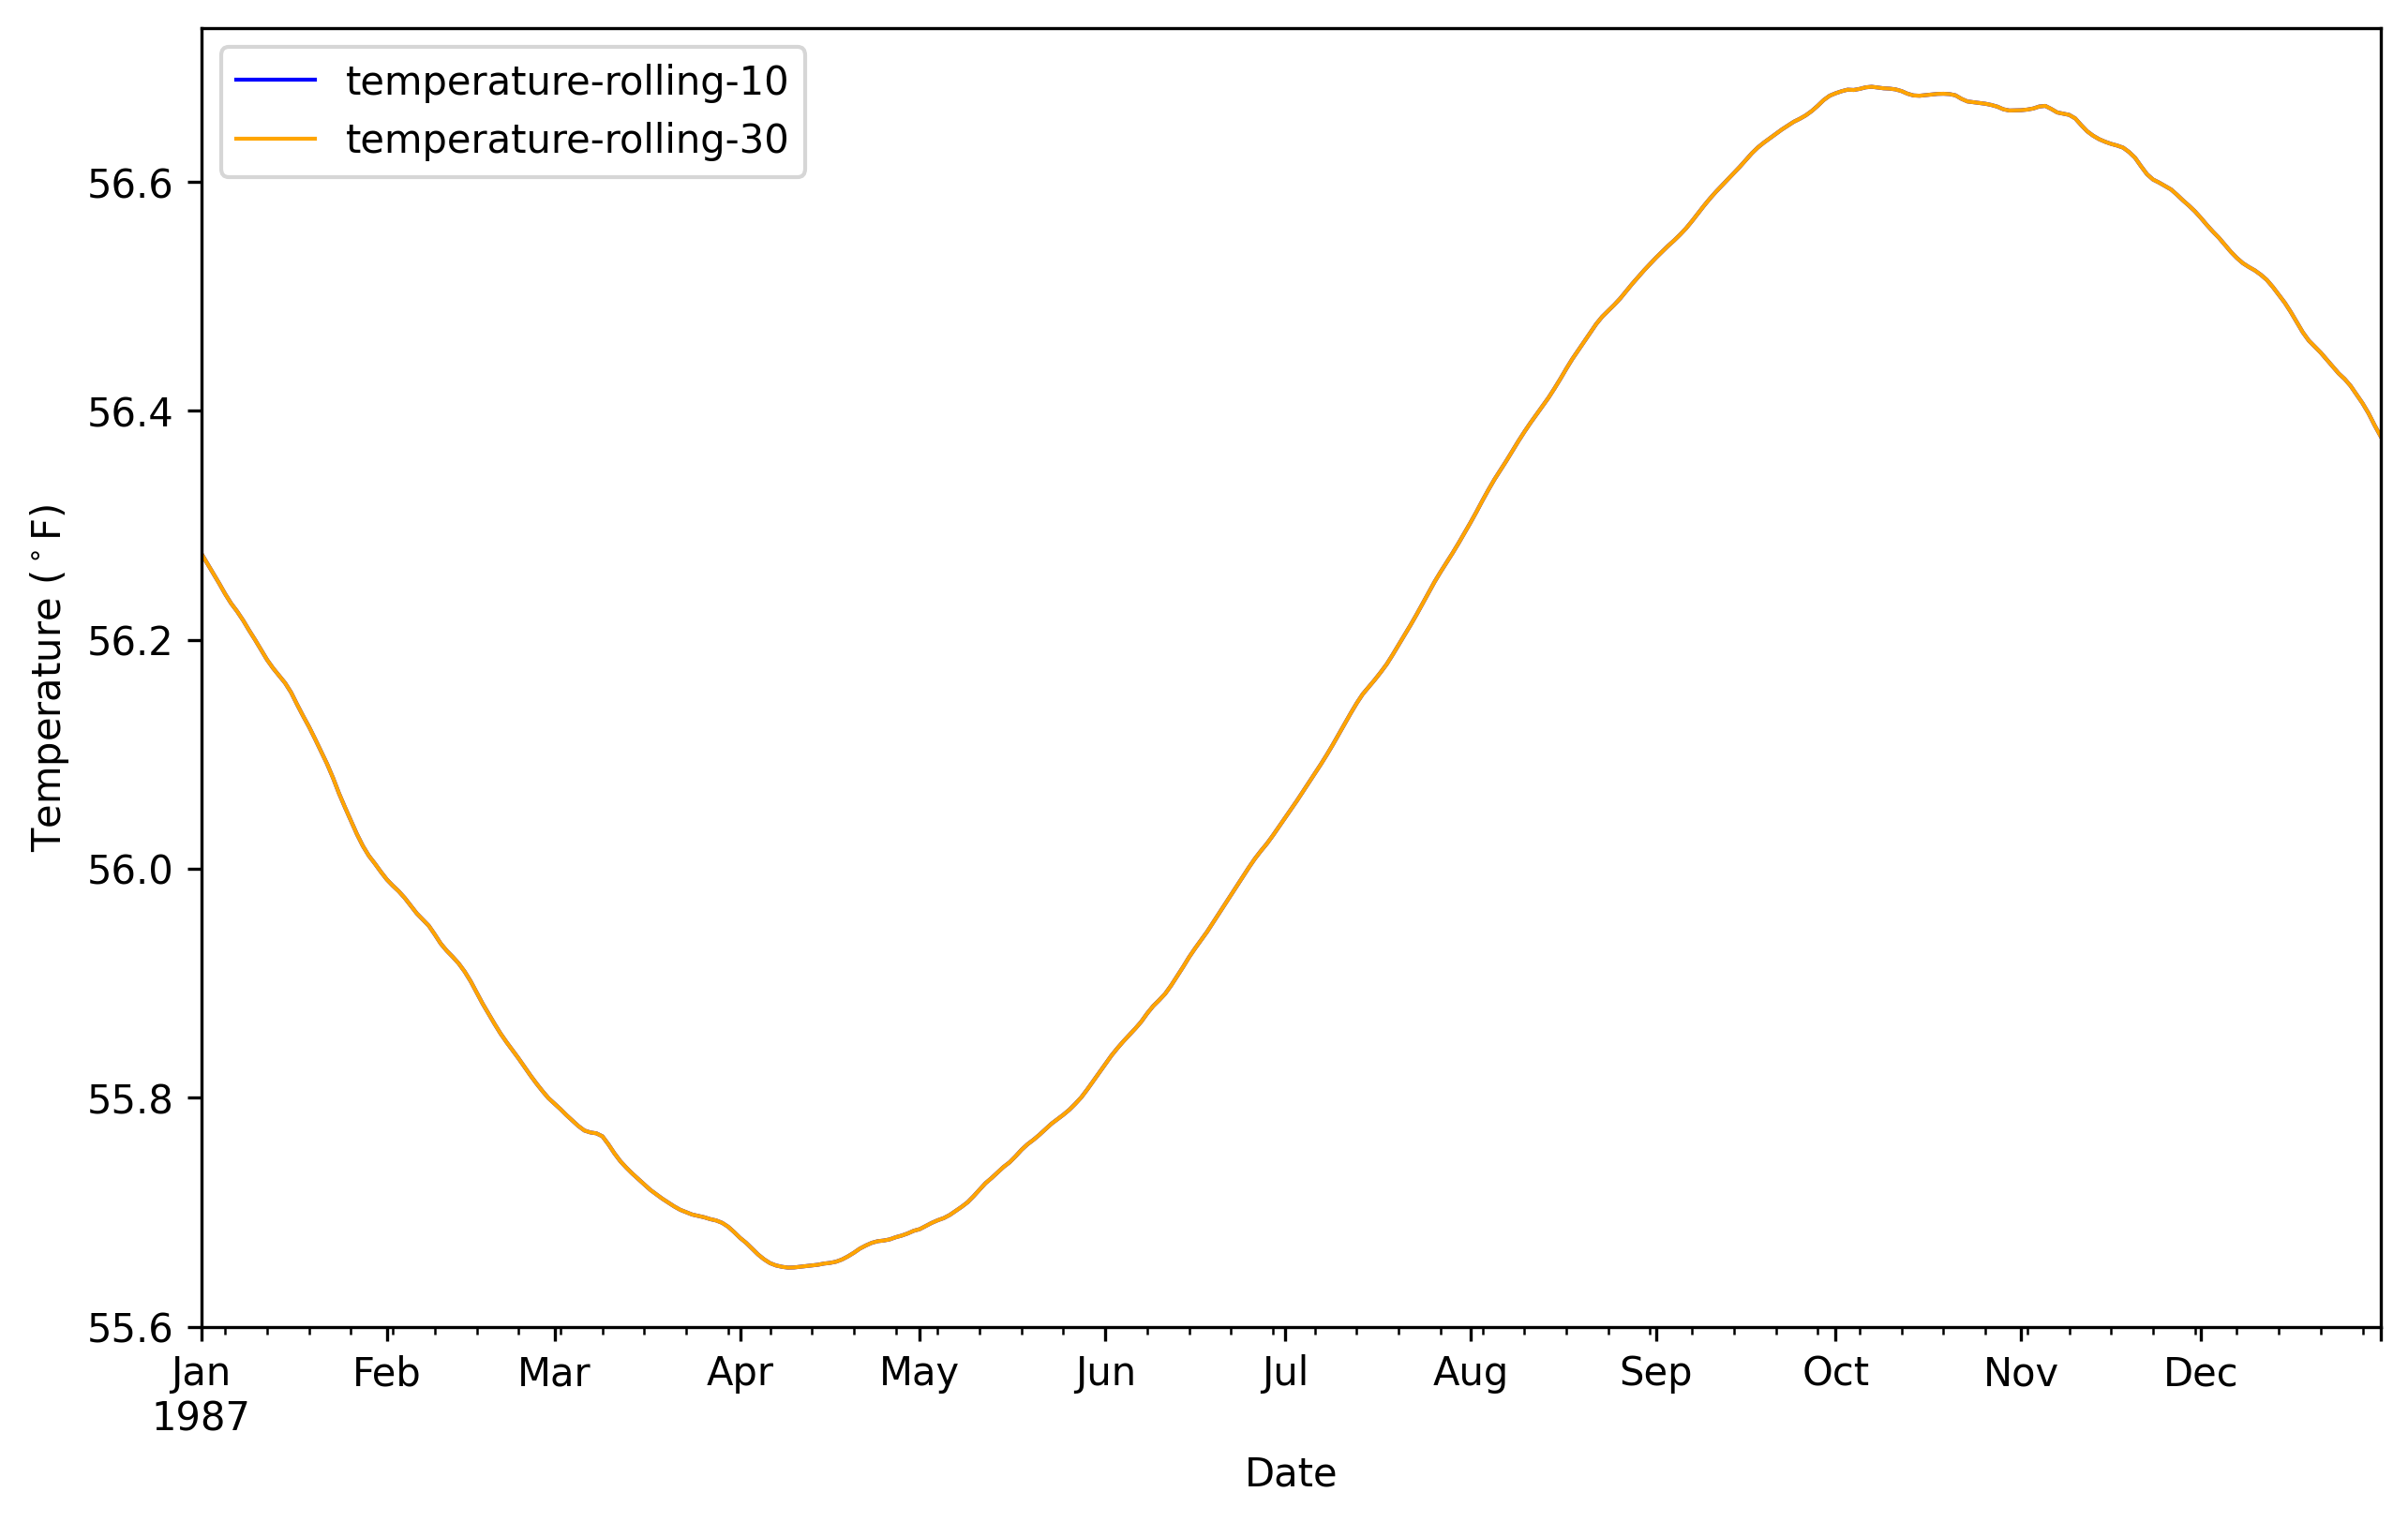 temperature-rolling-10
temperature-rolling-30
Temperature (°F)
56.6
56.4
56.2
56.0
55.8
55.6
Jan Feb Mar Apr May Jun Jul Aug Sep Oct Nov Dec
1987
Date